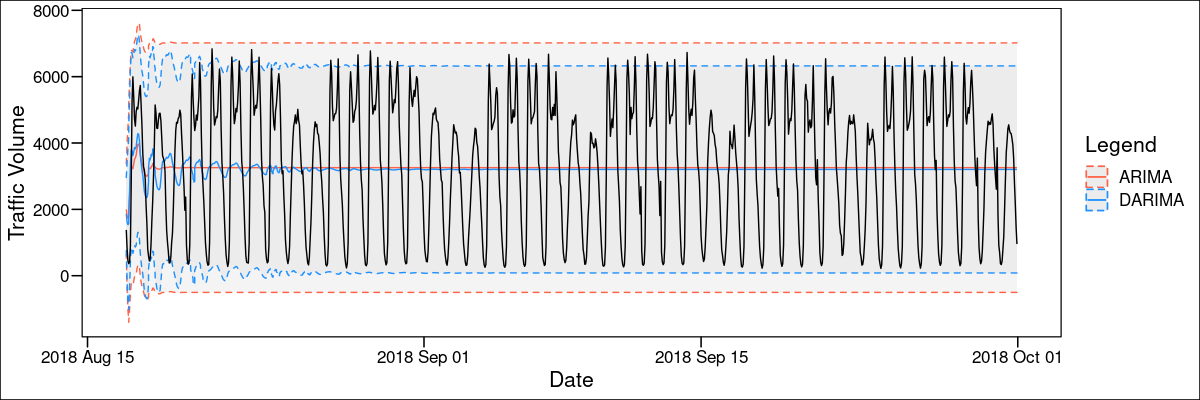 8000
6000
4000
2000
0
Traffic Volume
2018 Aug 15
2018 Sep 01
2018 Sep 15
2018 Oct 01
Date
Legend
ARIMA
DARIMA